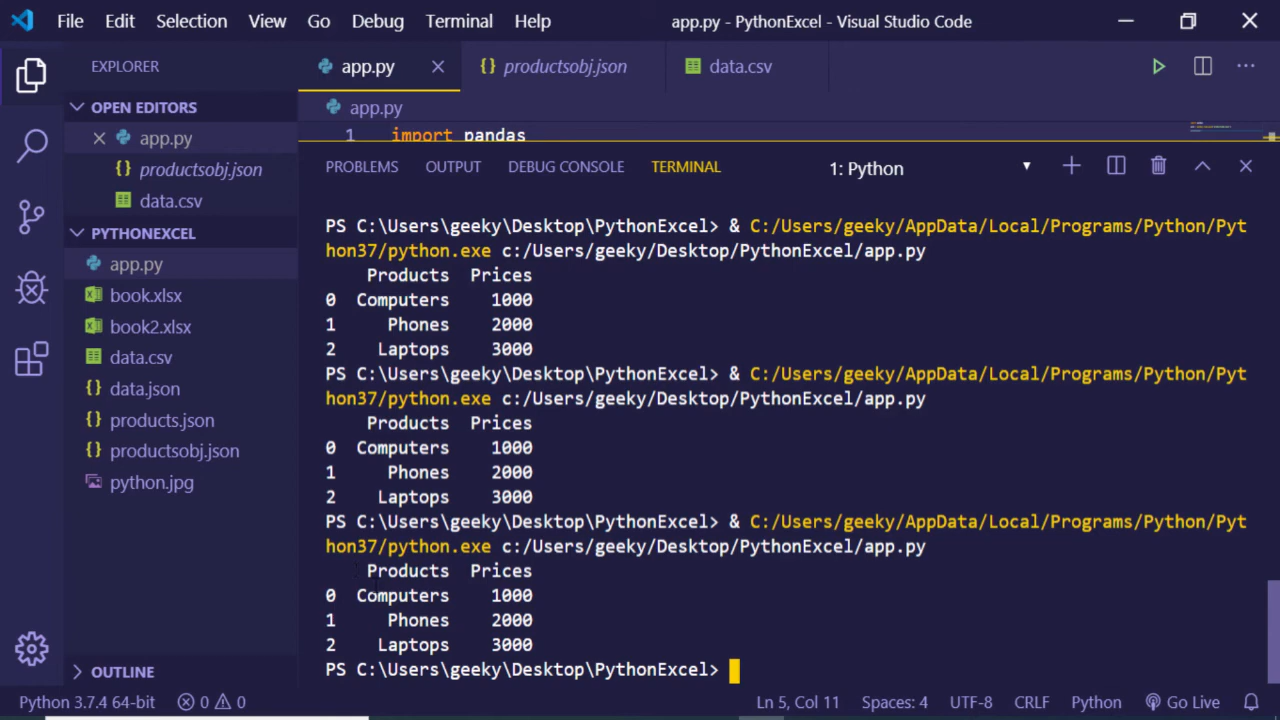 File Edit Selection View Go Debug Terminal Help app.py - PythonExcel - Visual Studio Code
EXPLORER
OPEN EDITORS
app.py
productsobj.json
data.csv
PYTHONEXCEL
app.py
book.xlsx
book2.xlsx
data.csv
data.json
products.json
productsobj.json
python.jpg
OUTLINE
app.py productsobj.json data.csv
app.py
1 import pandas
PROBLEMS OUTPUT DEBUG CONSOLE TERMINAL 1: Python
PS C:\Users\geeky\Desktop\PythonExcel> & C:/Users/geeky/AppData/Local/Programs/Python/Pyt
hon37/python.exe c:/Users/geeky/Desktop/PythonExcel/app.py
Products Prices
0 Computers 1000
1 Phones 2000
2 Laptops 3000
PS C:\Users\geeky\Desktop\PythonExcel> & C:/Users/geeky/AppData/Local/Programs/Python/Pyt
hon37/python.exe c:/Users/geeky/Desktop/PythonExcel/app.py
Products Prices
0 Computers 1000
1 Phones 2000
2 Laptops 3000
PS C:\Users\geeky\Desktop\PythonExcel> & C:/Users/geeky/AppData/Local/Programs/Python/Pyt
hon37/python.exe c:/Users/geeky/Desktop/PythonExcel/app.py
Products Prices
0 Computers 1000
1 Phones 2000
2 Laptops 3000
PS C:\Users\geeky\Desktop\PythonExcel>
Python 3.7.4 64-bit 0 0 Ln 5, Col 11 Spaces: 4 UTF-8 CRLF Python Go Live